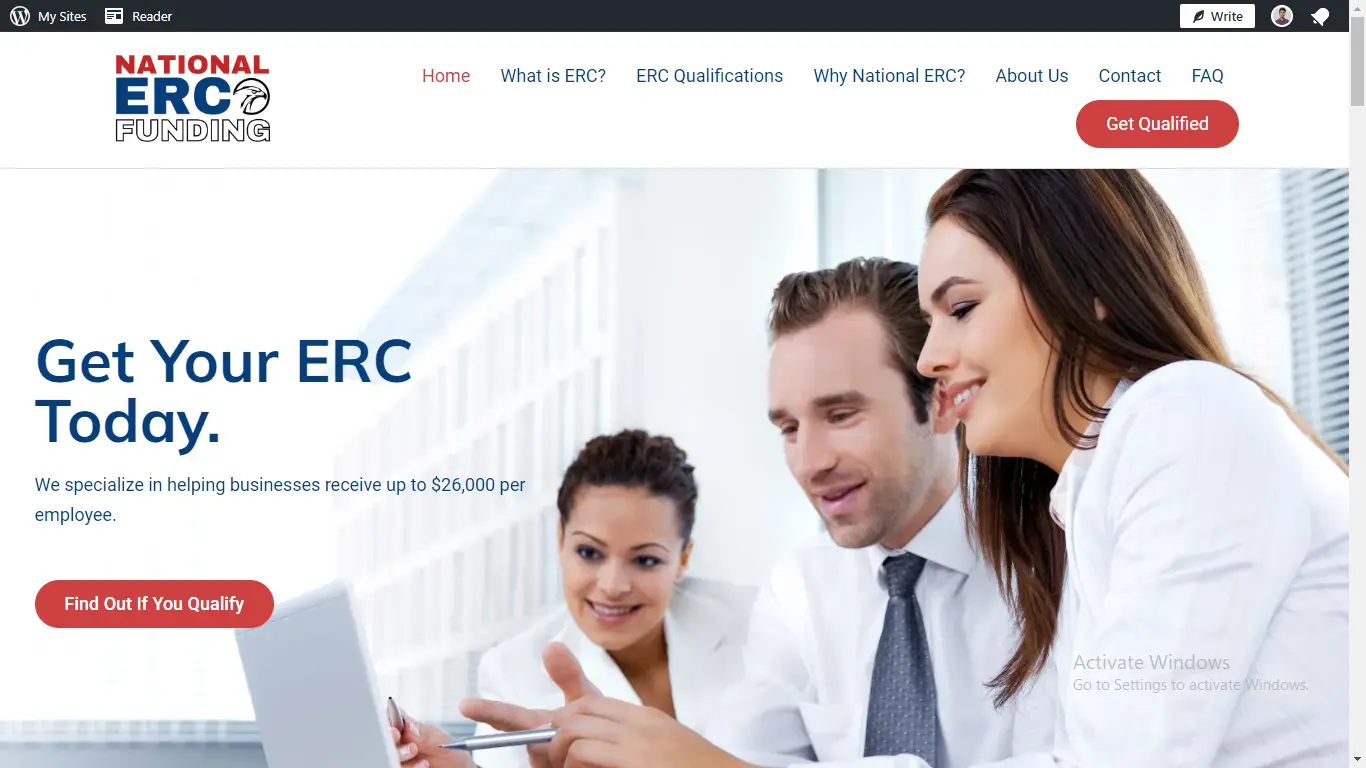 My Sites
Reader
Write
NATIONAL
ERC
FUNDING
Home
What is ERC?
ERC Qualifications
Why National ERC?
About Us
Contact
FAQ
Get Qualified
Get Your ERC
Today.
We specialize in helping businesses receive up to $26,000 per
employee.
Find Out If You Qualify
Activate Windows
Go to Settings to activate Windows.